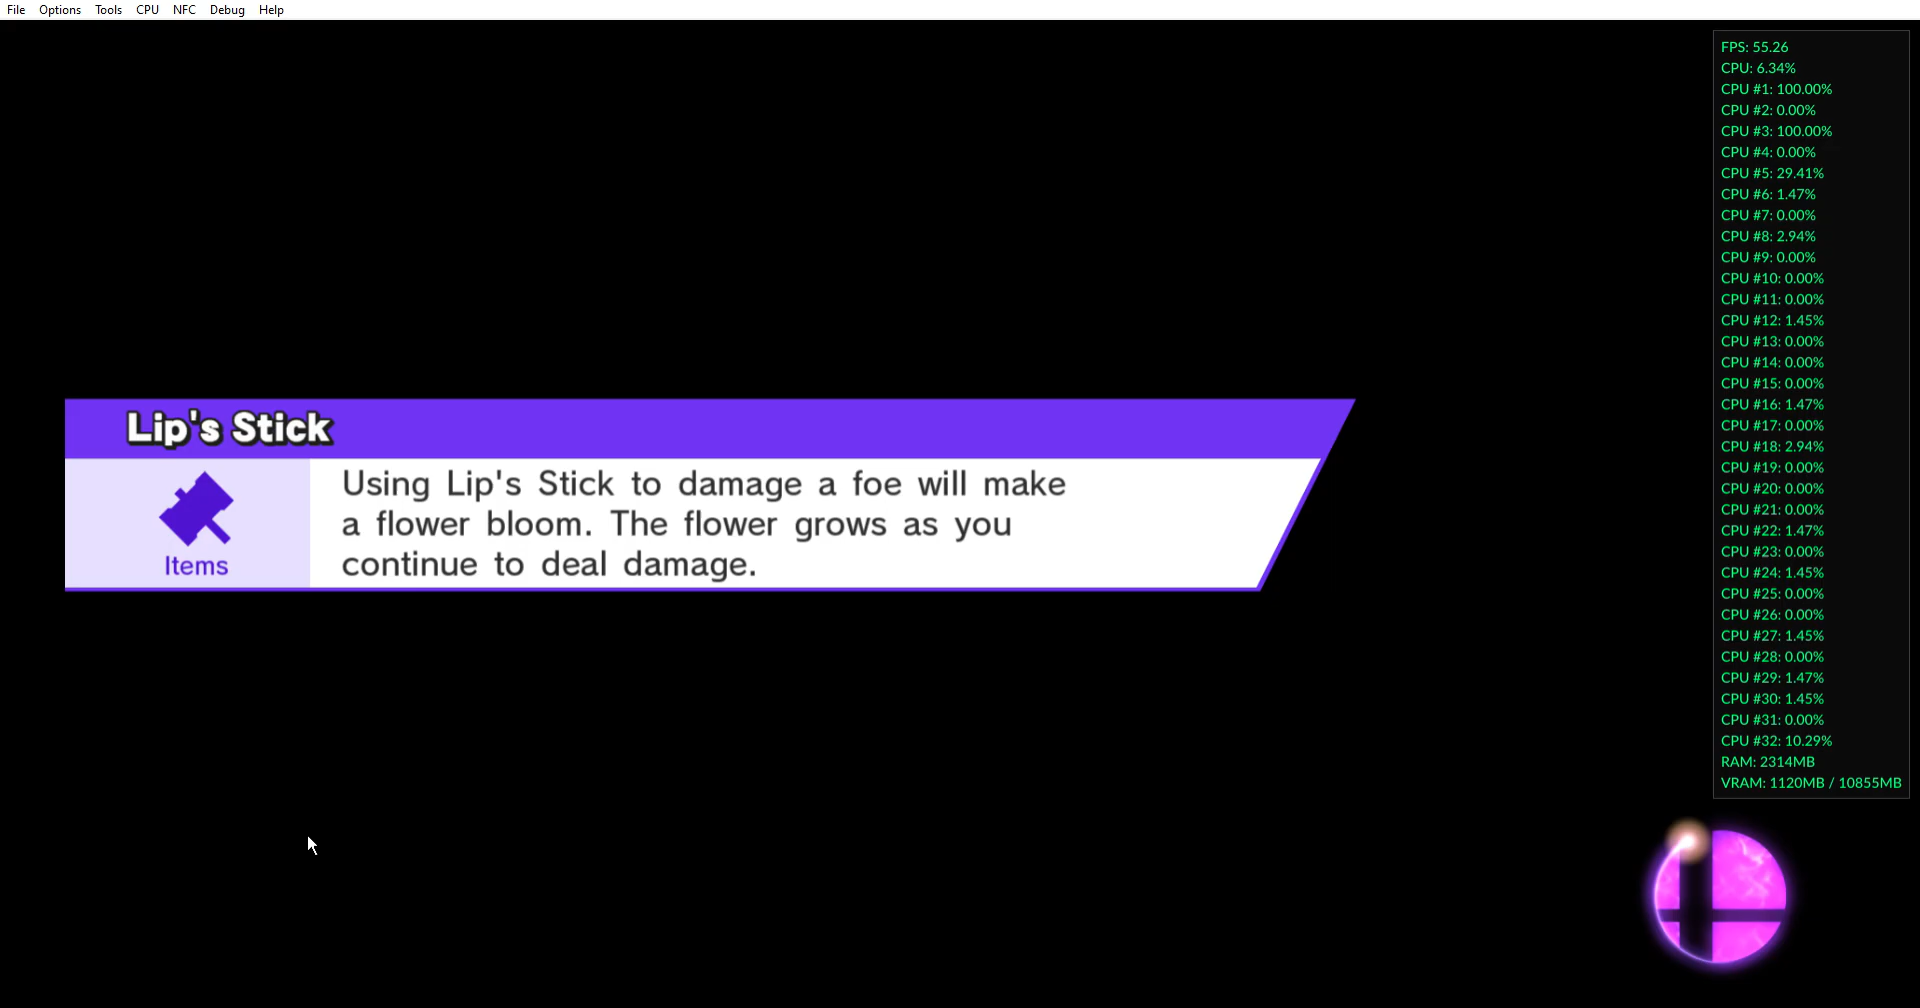 File Options Tools CPU NFC Debug Help
Lip's Stick
Items
Using Lip's Stick to damage a foe will make
a flower bloom. The flower grows as you
continue to deal damage.
FPS: 55.26
CPU: 6.34%
CPU #1: 100.00%
CPU #2: 0.00%
CPU #3: 100.00%
CPU #4: 0.00%
CPU #5: 29.41%
CPU #6: 1.47%
CPU #7: 0.00%
CPU #8: 2.94%
CPU #9: 0.00%
CPU #10: 0.00%
CPU #11: 0.00%
CPU #12: 1.45%
CPU #13: 0.00%
CPU #14: 0.00%
CPU #15: 0.00%
CPU #16: 1.47%
CPU #17: 0.00%
CPU #18: 2.94%
CPU #19: 0.00%
CPU #20: 0.00%
CPU #21: 0.00%
CPU #22: 1.47%
CPU #23: 0.00%
CPU #24: 1.45%
CPU #25: 0.00%
CPU #26: 0.00%
CPU #27: 1.45%
CPU #28: 0.00%
CPU #29: 1.47%
CPU #30: 1.45%
CPU #31: 0.00%
CPU #32: 10.29%
RAM: 2314MB
VRAM: 1120MB / 10855MB